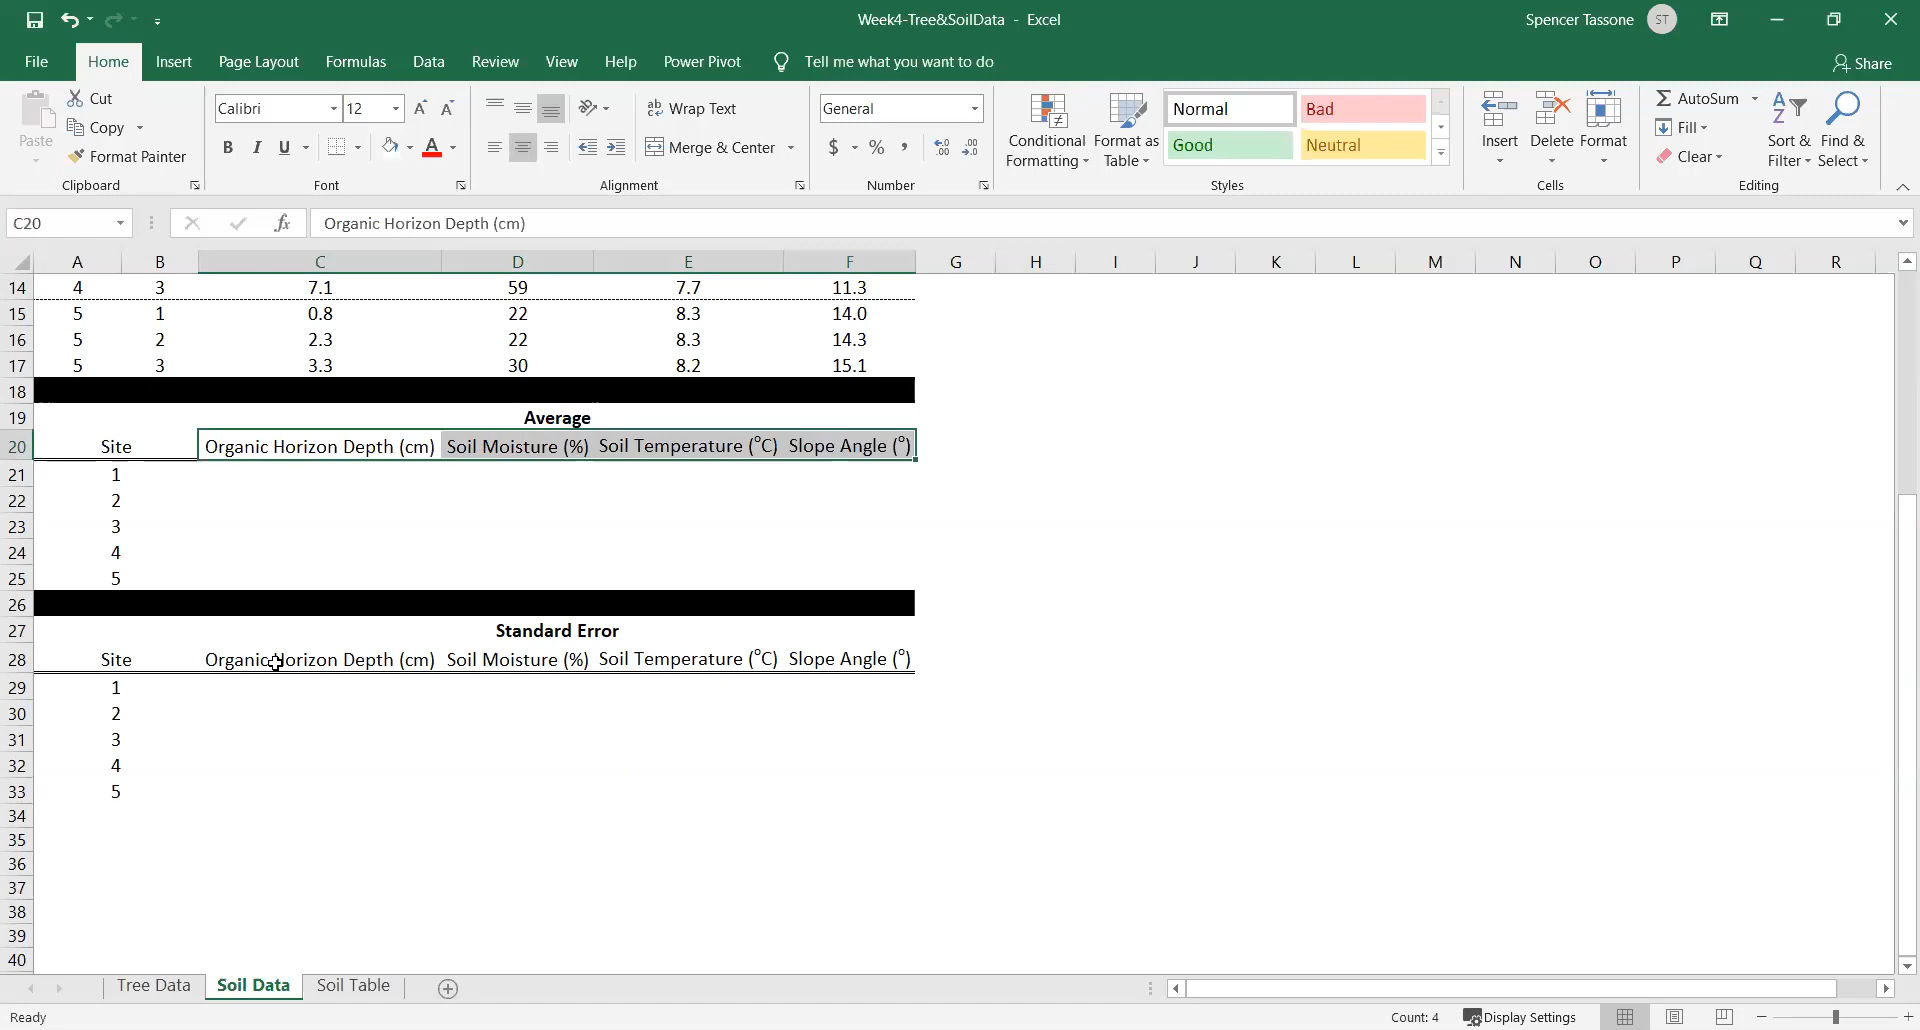 Week4-Tree&SoilData - Excel
Spencer Tassone ST
File Home Insert Page Layout Formulas Data Review View Help Power Pivot Tell me what you want to do Share
Paste
Cut
Copy
Format Painter
Clipboard
Calibri 12
B I U A
Font
ab Wrap Text
Merge & Center
Alignment
General
$ % ,
Number
Conditional Formatting
Format as Table
Normal Bad
Good Neutral
Styles
Insert Delete Format
Cells
AutoSum
Fill
Clear
Sort & Filter
Find & Select
Editing
C20 fx Organic Horizon Depth (cm)
A B C D E F G H I J K L M N O P Q R
14 4 3 7.1 59 7.7 11.3
15 5 1 0.8 22 8.3 14.0
16 5 2 2.3 22 8.3 14.3
17 5 3 3.3 30 8.2 15.1
18
19 Average
20 Site Organic Horizon Depth (cm) Soil Moisture (%) Soil Temperature (°C) Slope Angle (°)
21 1
22 2
23 3
24 4
25 5
26
27 Standard Error
28 Site Organic Horizon Depth (cm) Soil Moisture (%) Soil Temperature (°C) Slope Angle (°)
29 1
30 2
31 3
32 4
33 5
34
35
36
37
38
39
40
Tree Data Soil Data Soil Table
Ready Count: 4 Display Settings